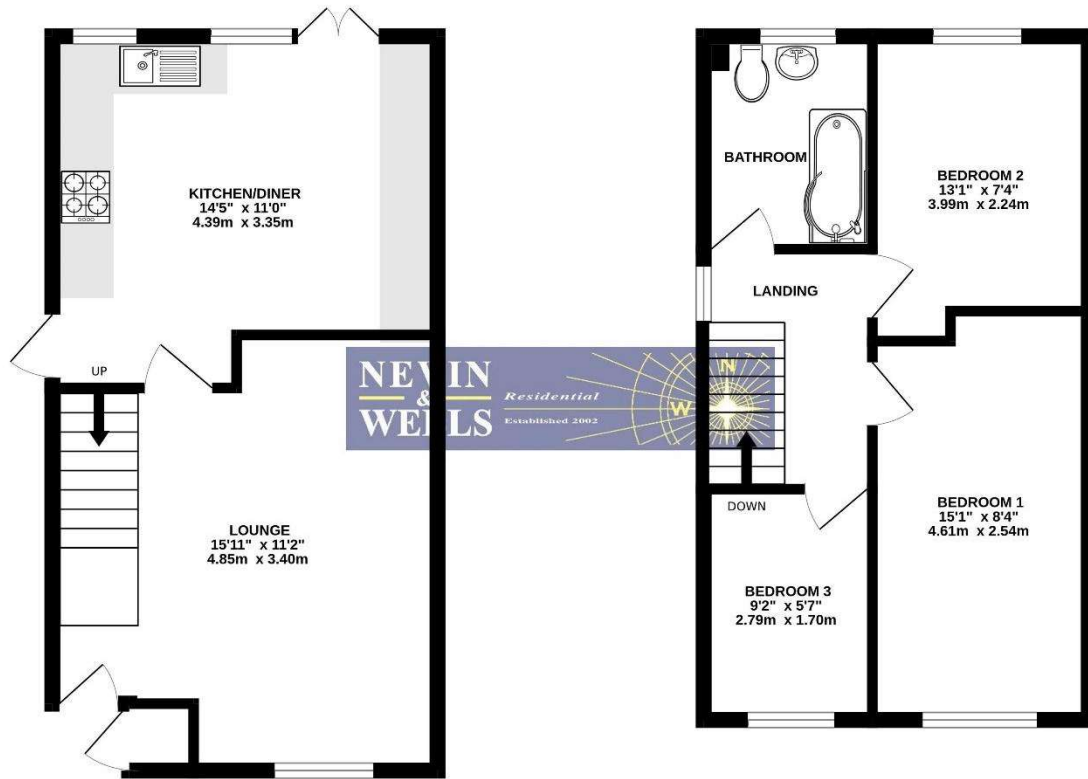 KITCHEN/DINER
14'5" x 11'0"
4.39m x 3.35m
UP
LOUNGE
15'11" x 11'2"
4.85m x 3.40m
NEVIN
&
WELLS
Residential
Established 2002
N
W
BATHROOM
BEDROOM 2
13'1" x 7'4"
3.99m x 2.24m
LANDING
DOWN
BEDROOM 1
15'1" x 8'4"
4.61m x 2.54m
BEDROOM 3
9'2" x 5'7"
2.79m x 1.70m